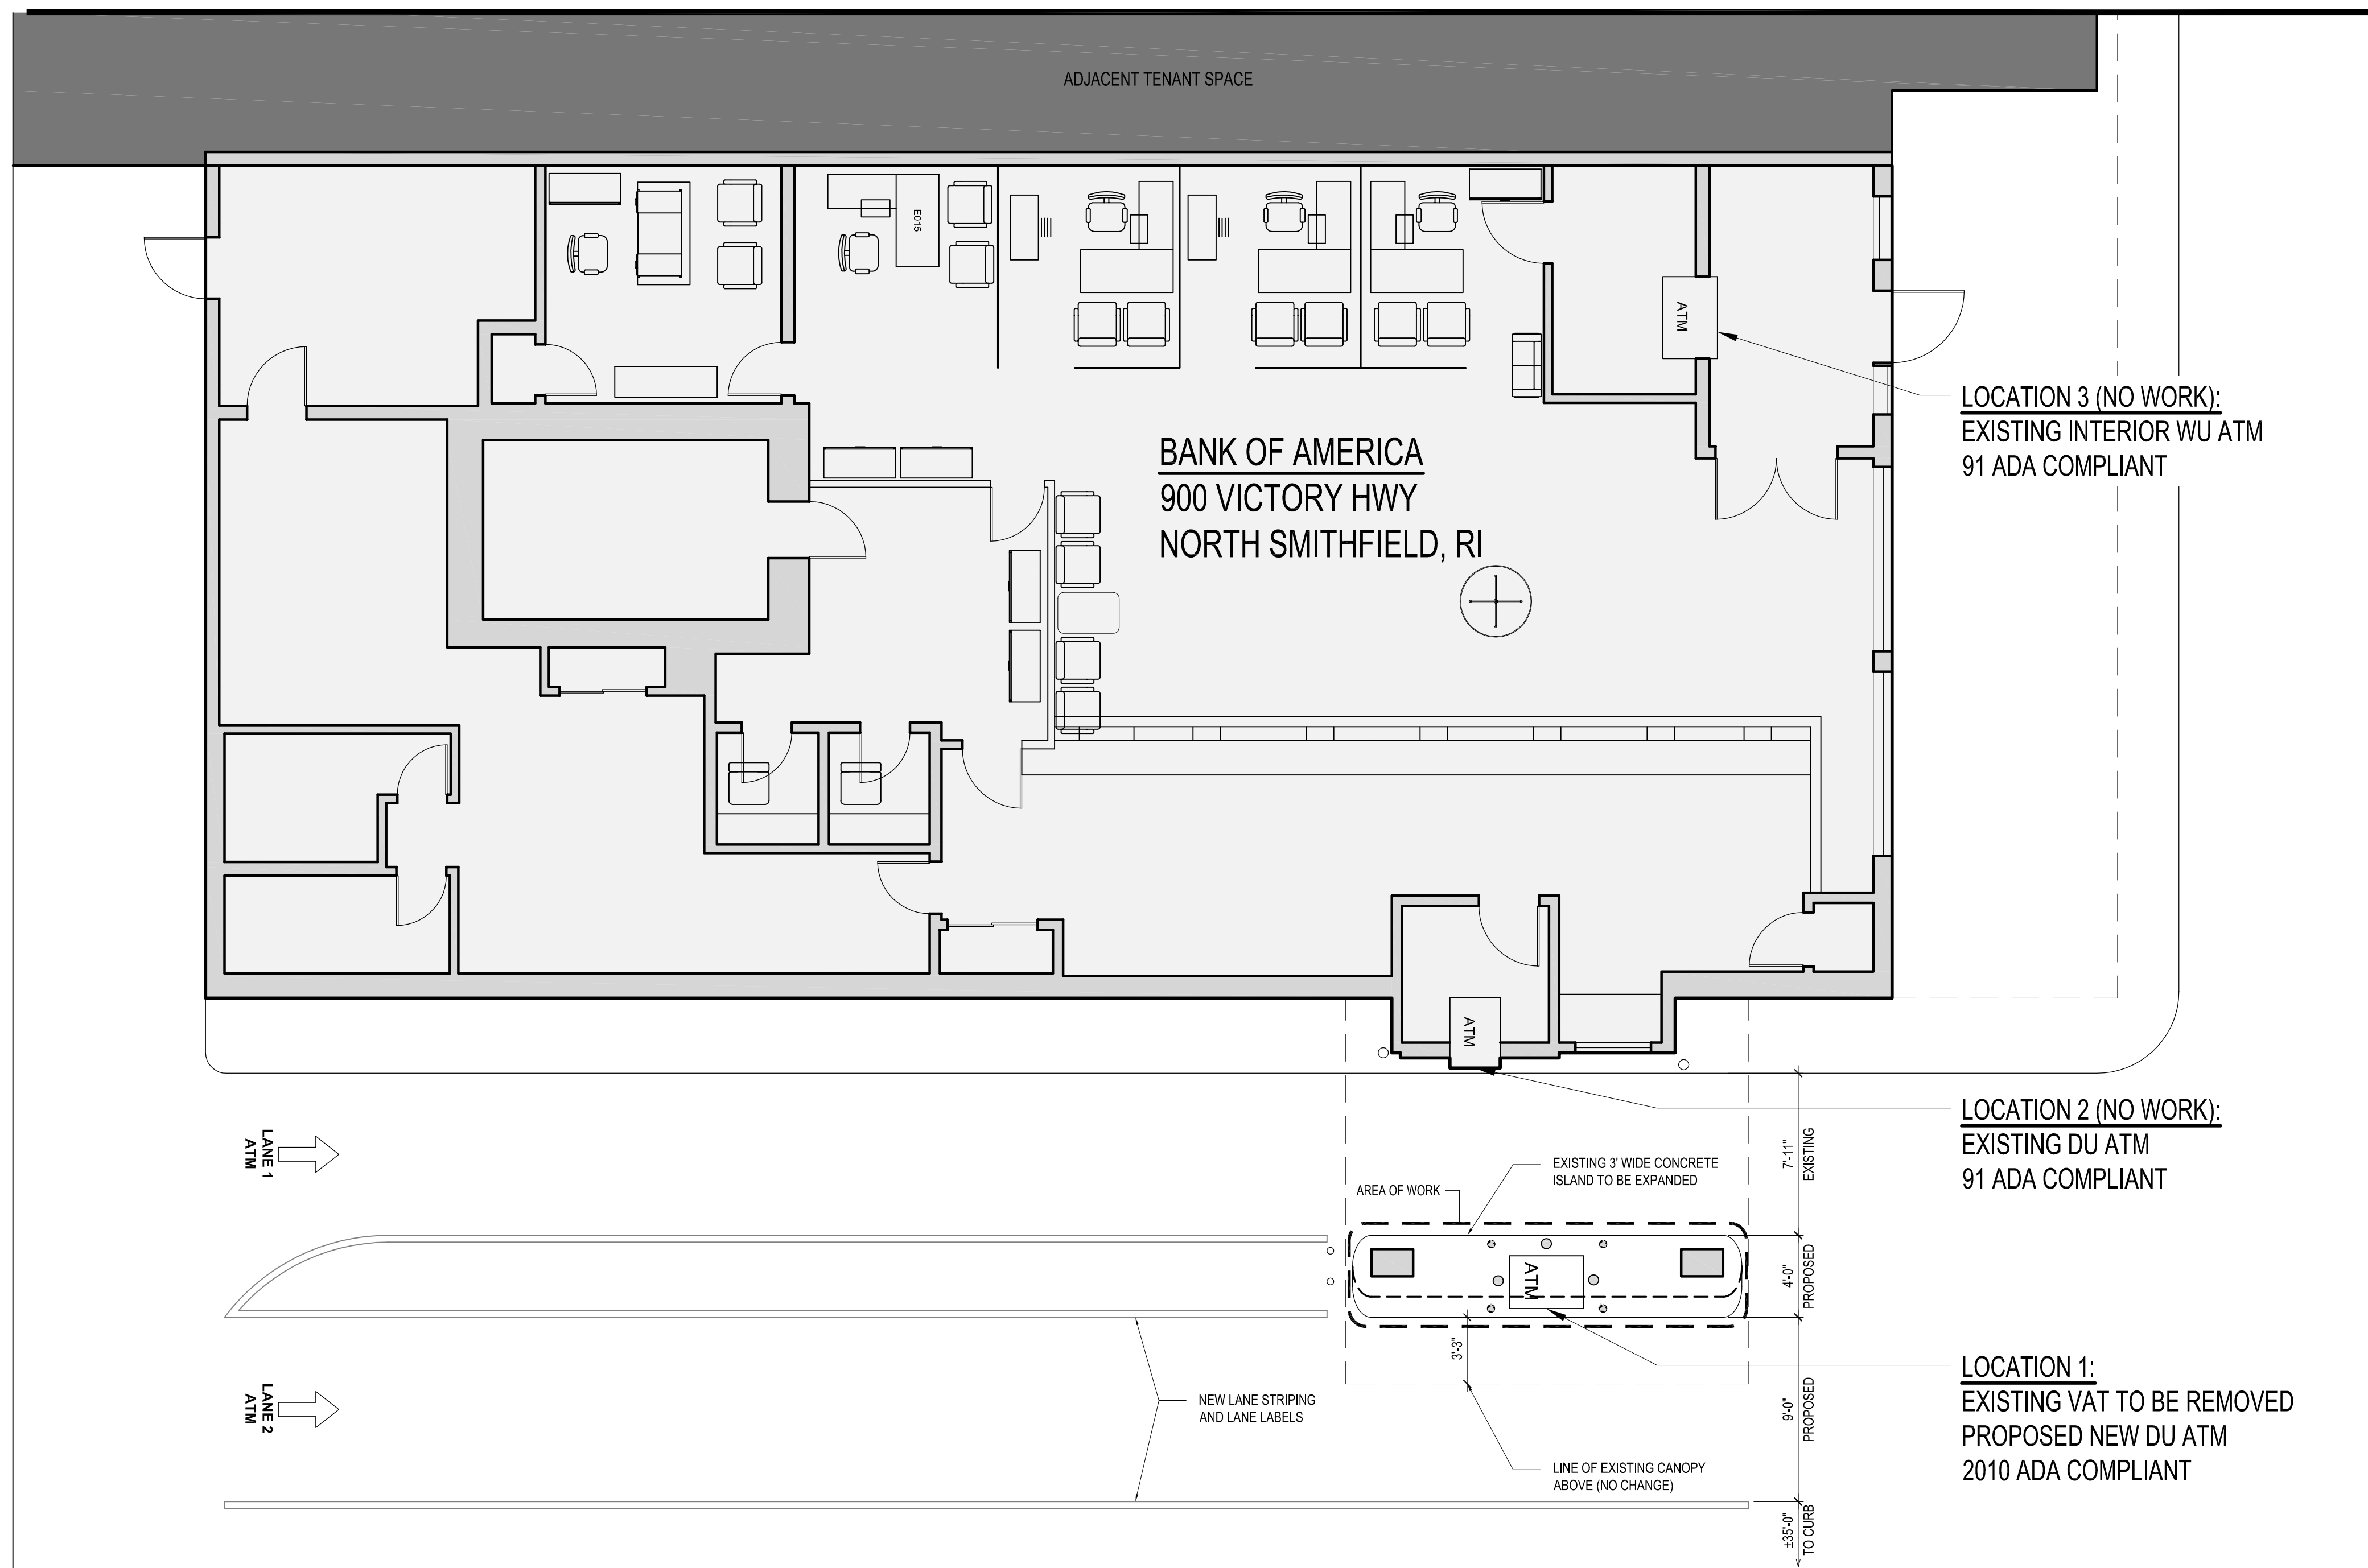 ADJACENT TENANT SPACE
E015
ATM
LOCATION 3 (NO WORK):
EXISTING INTERIOR WU ATM
91 ADA COMPLIANT
BANK OF AMERICA
900 VICTORY HWY
NORTH SMITHFIELD, RI
ATM
LOCATION 2 (NO WORK):
EXISTING DU ATM
91 ADA COMPLIANT
LANE 1
ATM
7'-11"
EXISTING
EXISTING 3' WIDE CONCRETE
ISLAND TO BE EXPANDED
AREA OF WORK
ATM
4'-0"
PROPOSED
3'-3"
LOCATION 1:
EXISTING VAT TO BE REMOVED
PROPOSED NEW DU ATM
2010 ADA COMPLIANT
LANE 2
ATM
NEW LANE STRIPING
AND LANE LABELS
9'-0"
PROPOSED
LINE OF EXISTING CANOPY
ABOVE (NO CHANGE)
±35'-0"
TO CURB